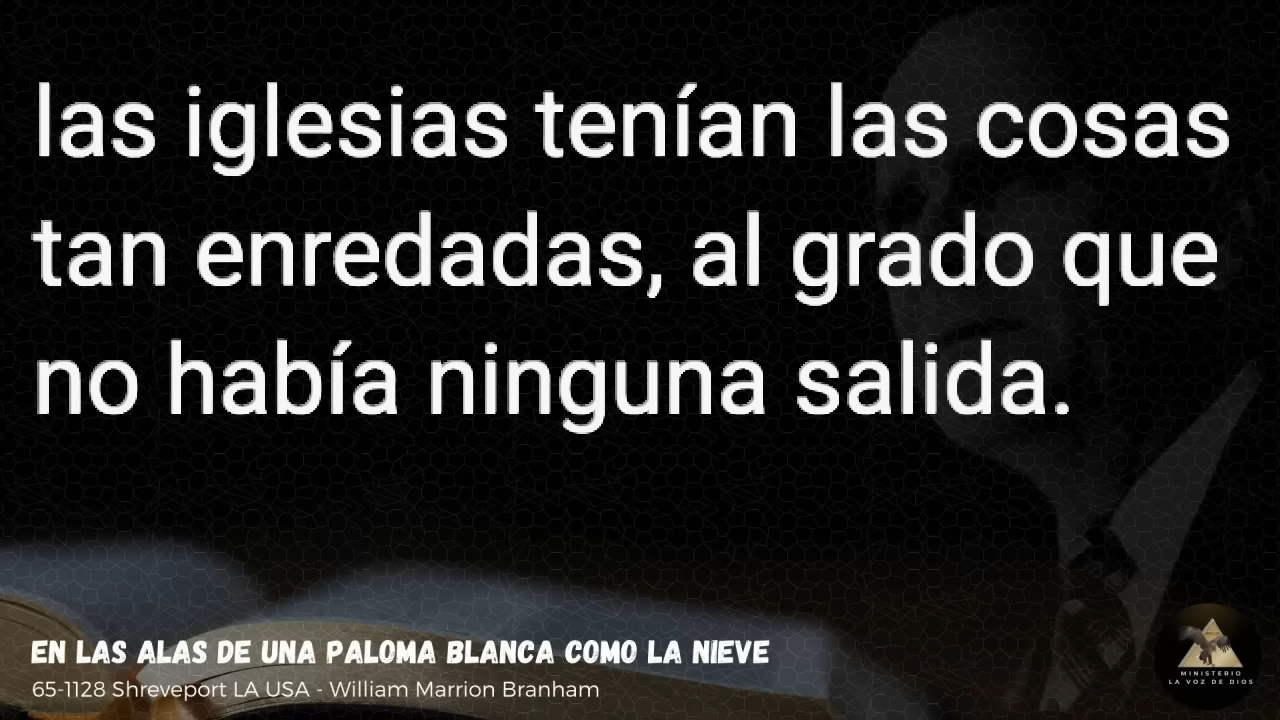 las iglesias tenían las cosas
tan enredadas, al grado que
no había ninguna salida.
EN LAS ALAS DE UNA PALOMA BLANCA COMO LA NIEVE
65-1128 Shreveport LA USA - William Marrion Branham
MINISTERIO
LA VOZ DE DIOS